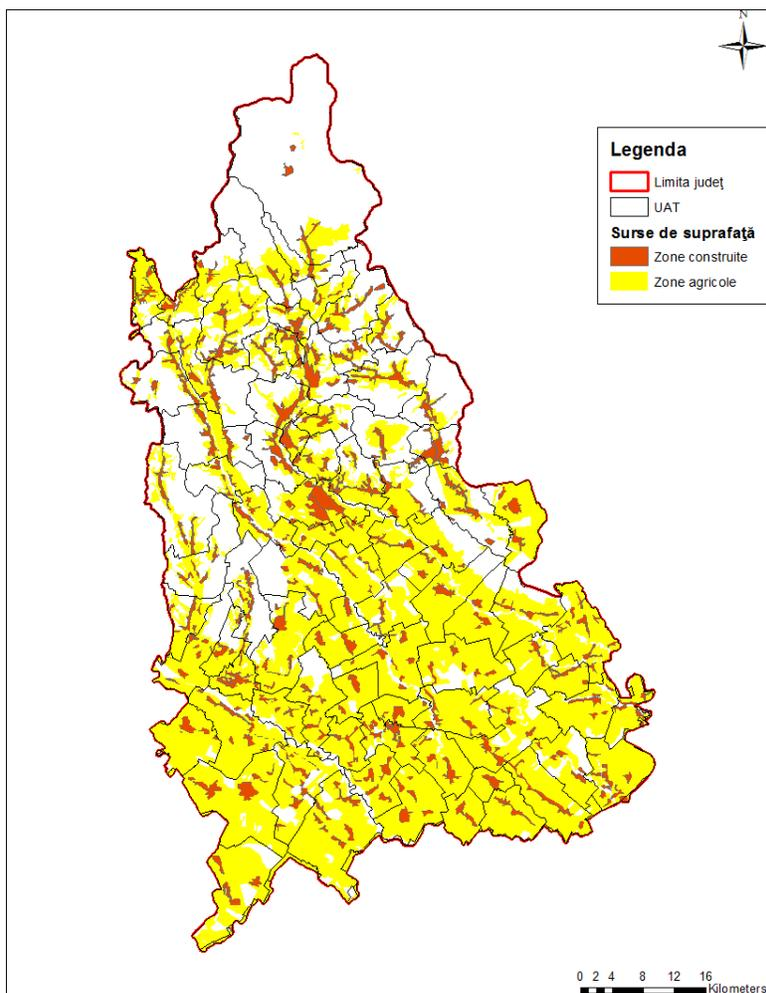 N
Legenda
Limita judeţ
UAT
Surse de suprafaţă
Zone construite
Zone agricole
0 2 4 8 12 16
Kilometers